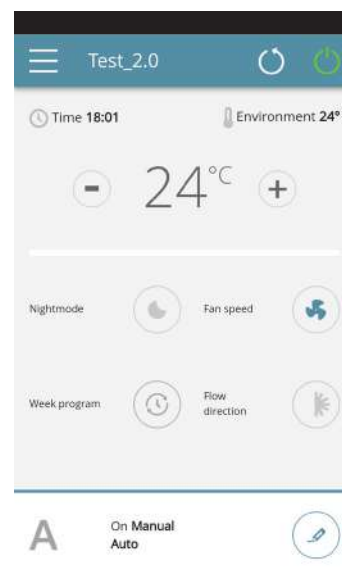 Test_2.0
Time 18:01
Environment 24°
24°C
Nightmode
Fan speed
Week program
Flow
direction
A
On Manual
Auto